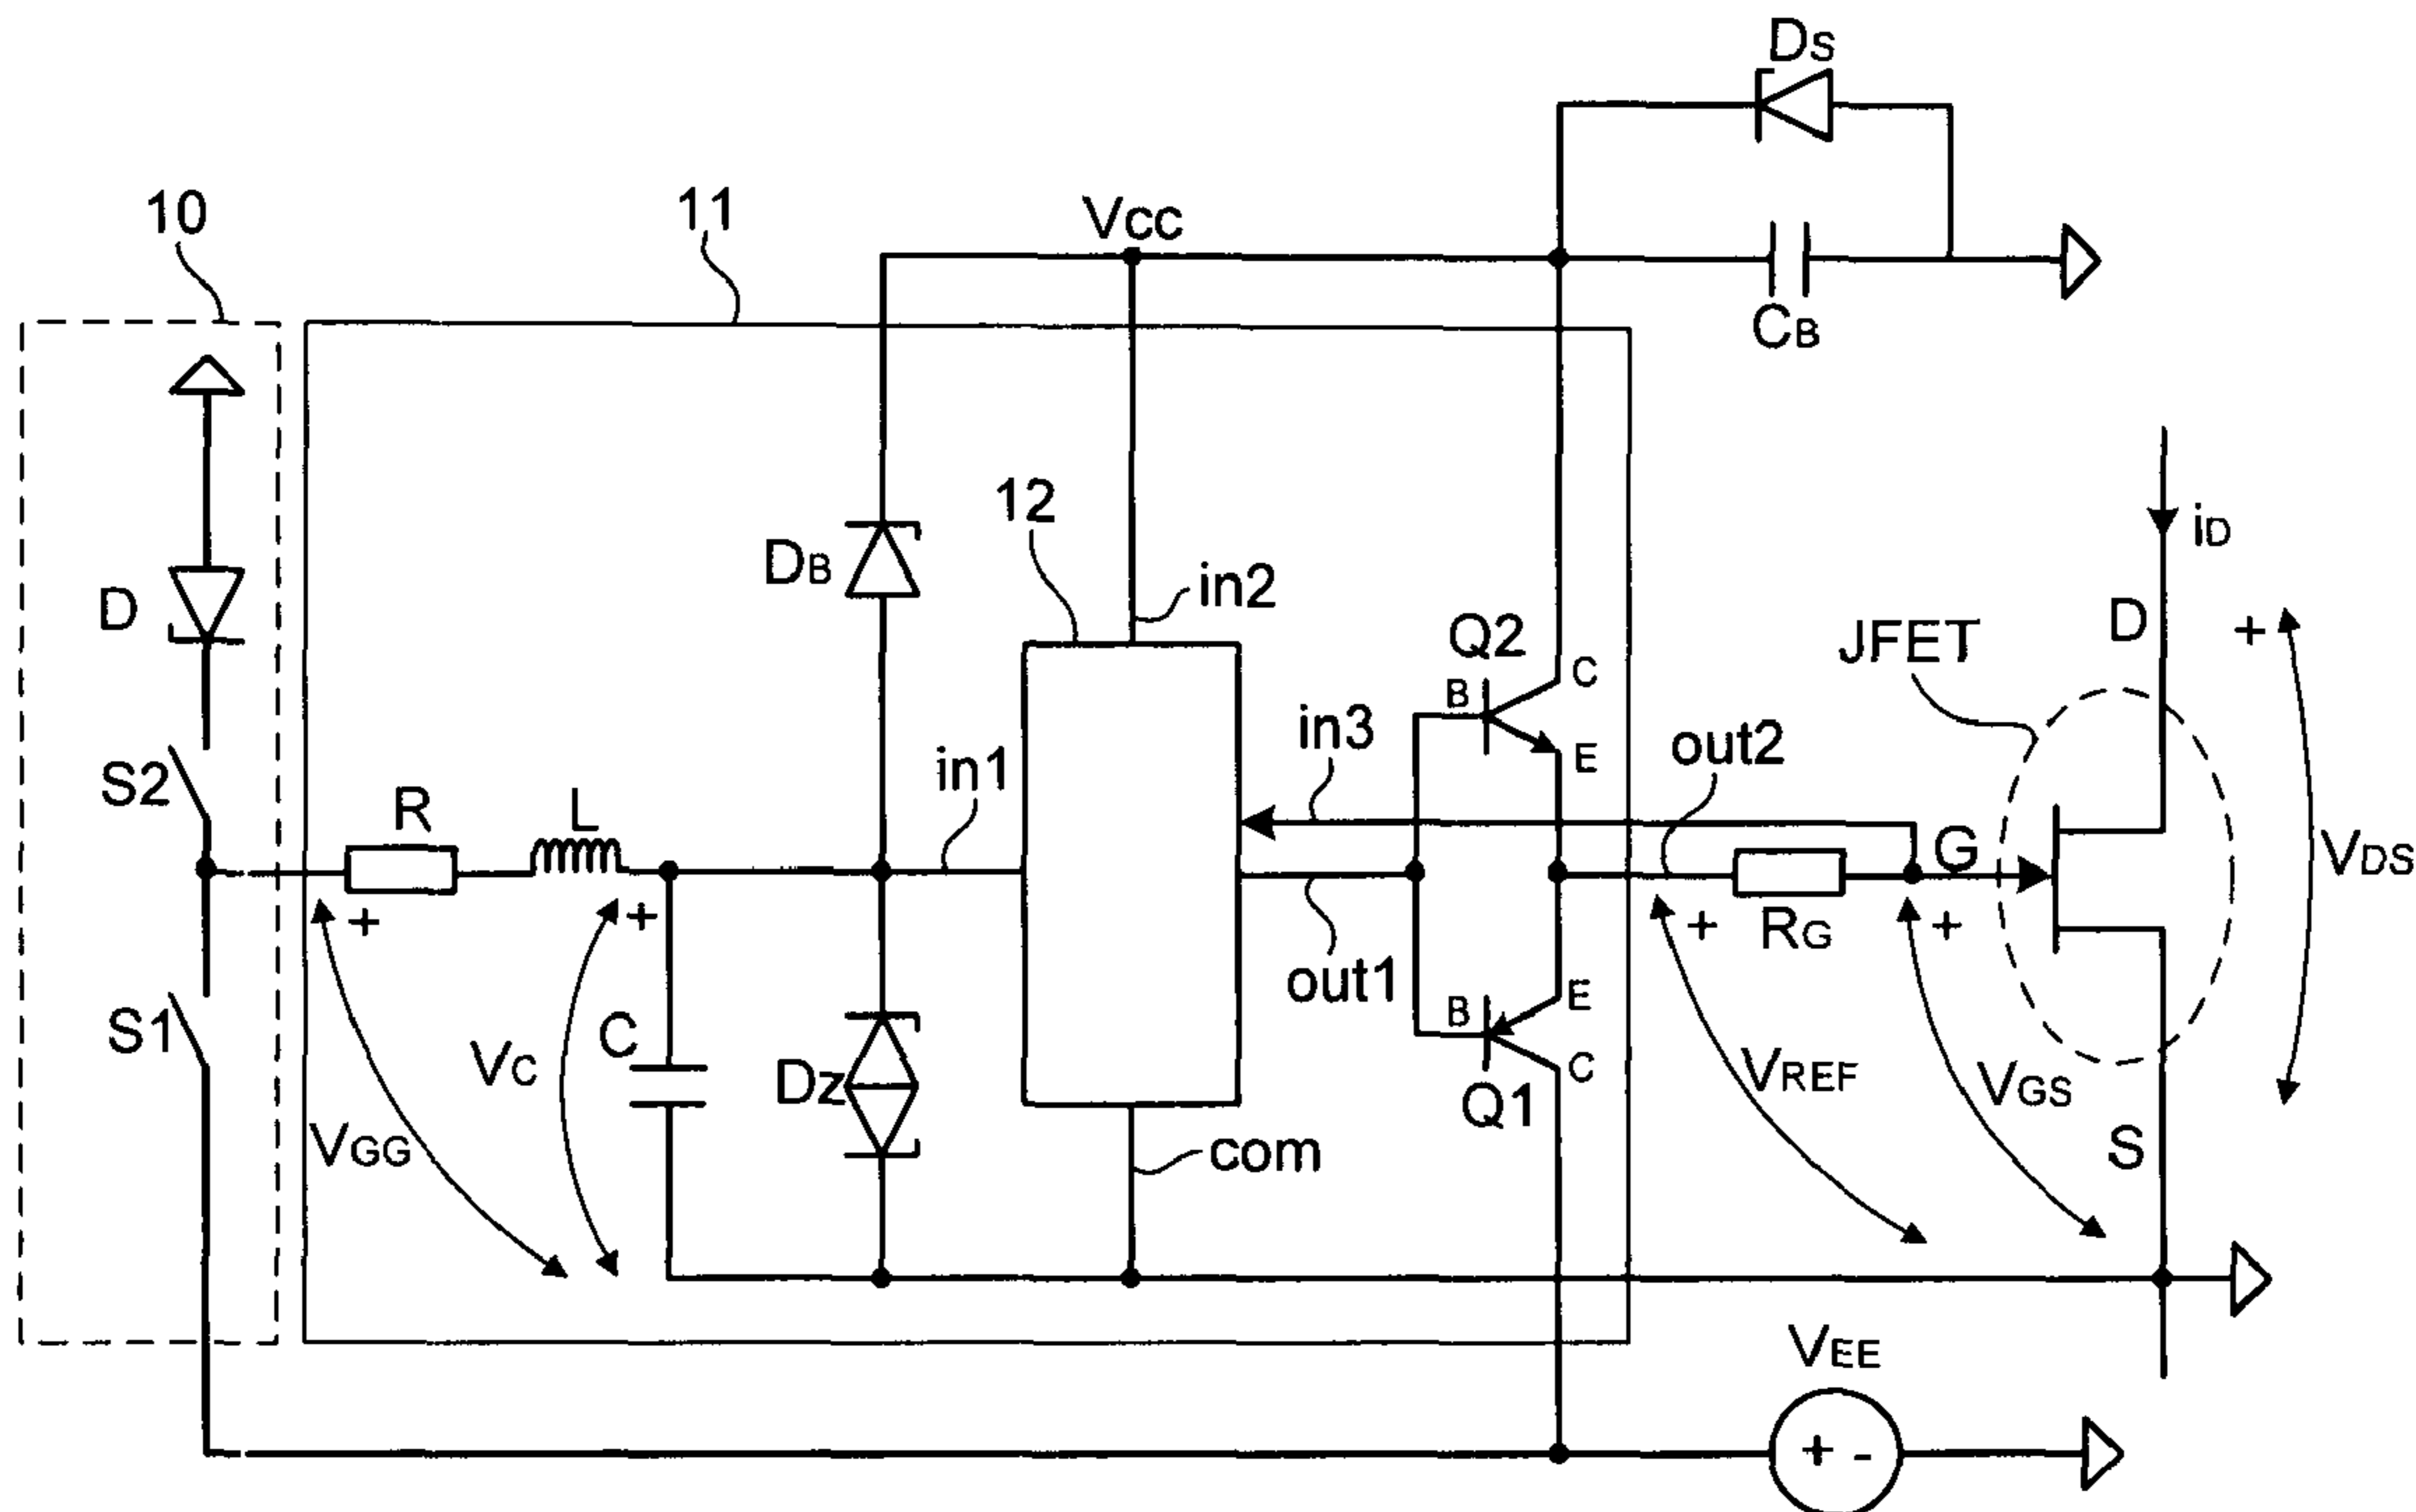 DS
10
11
VCC
CB
12
DB
in2
iD
D
Q2
C
JFET
D
+
B
in3
E
out2
S2
R
L
in1
G
VDS
+
+
+
RG
+
out1
E
S1
B
VC
C
DZ
VREF
VGS
C
Q1
VGG
com
S
VEE
+ -